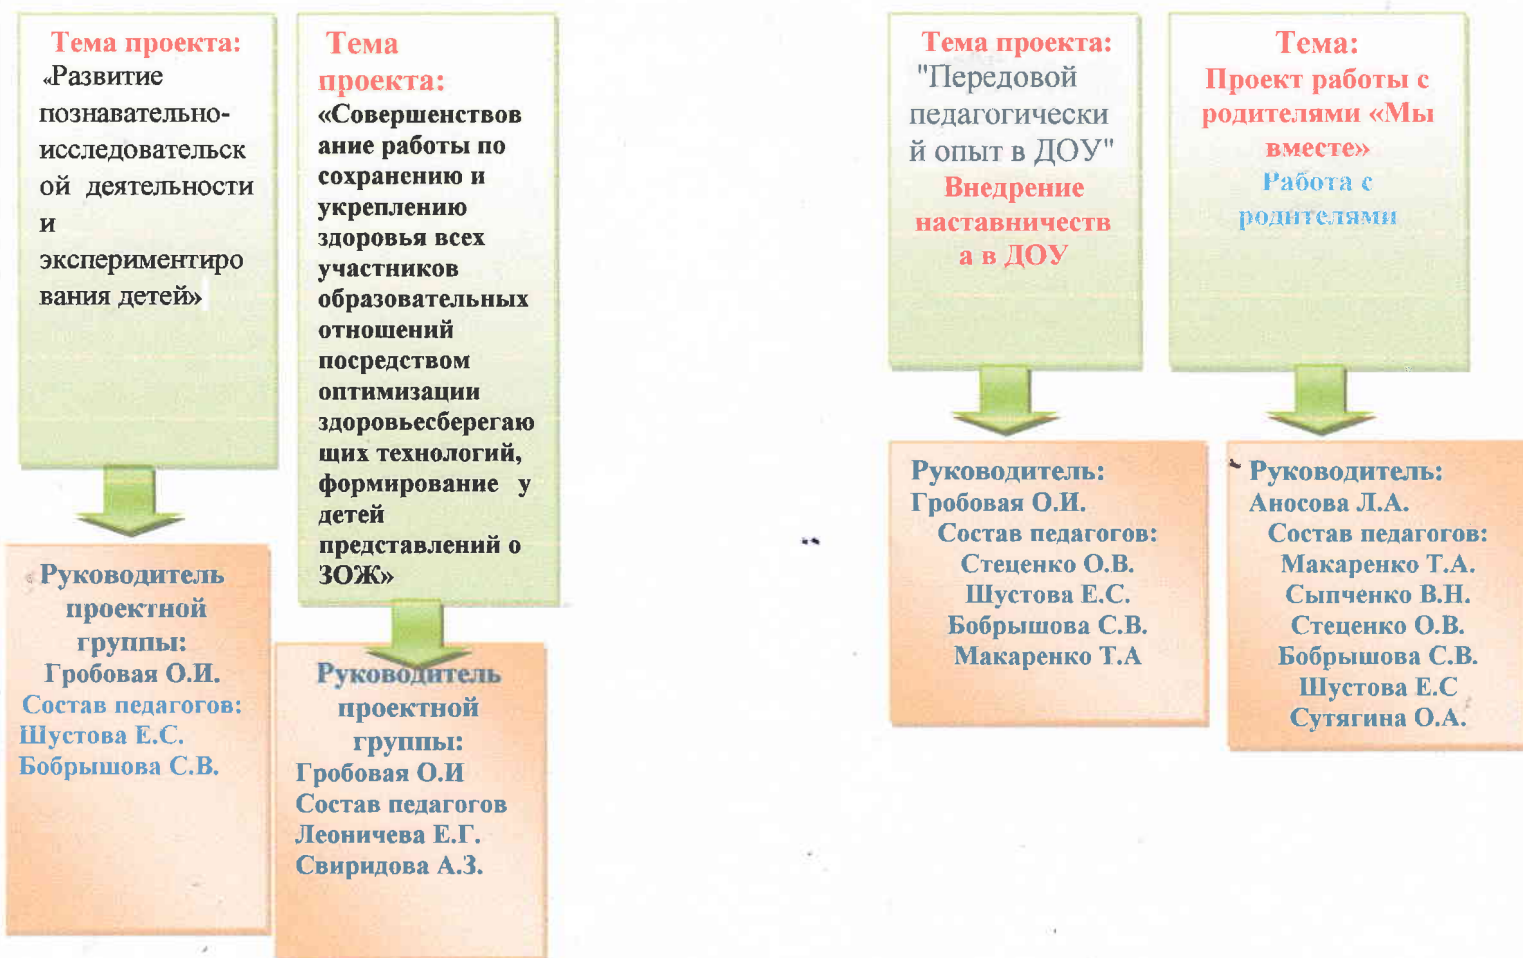 Тема проекта:
«Развитие
познавательно-
исследовательск
ой деятельности
и
экспериментиро
вания детей»
Руководитель
проектной
группы:
Гробовая О.И.
Состав педагогов:
Шустова Е.С.
Бобрышова С.В.
Тема
проекта:
«Совершенствов
ание работы по
сохранению и
укреплению
здоровья всех
участников
образовательных
отношений
посредством
оптимизации
здоровьесберегаю
щих технологий,
формирование у
детей
представлений о
ЗОЖ»
Руководитель
проектной
группы:
Гробовая О.И
Состав педагогов
Леоничева Е.Г.
Свиридова А.З.
Тема проекта:
"Передовой
педагогически
й опыт в ДОУ"
Внедрение
наставничеств
а в ДОУ
Руководитель:
Гробовая О.И.
Состав педагогов:
Стеценко О.В.
Шустова Е.С.
Бобрышова С.В.
Макаренко Т.А
Тема:
Проект работы с
родителями «Мы
вместе»
Работа с
родителями
Руководитель:
Аносова Л.А.
Состав педагогов:
Макаренко Т.А.
Сыпченко В.Н.
Стеценко О.В.
Бобрышова С.В.
Шустова Е.С
Сутягина О.А.